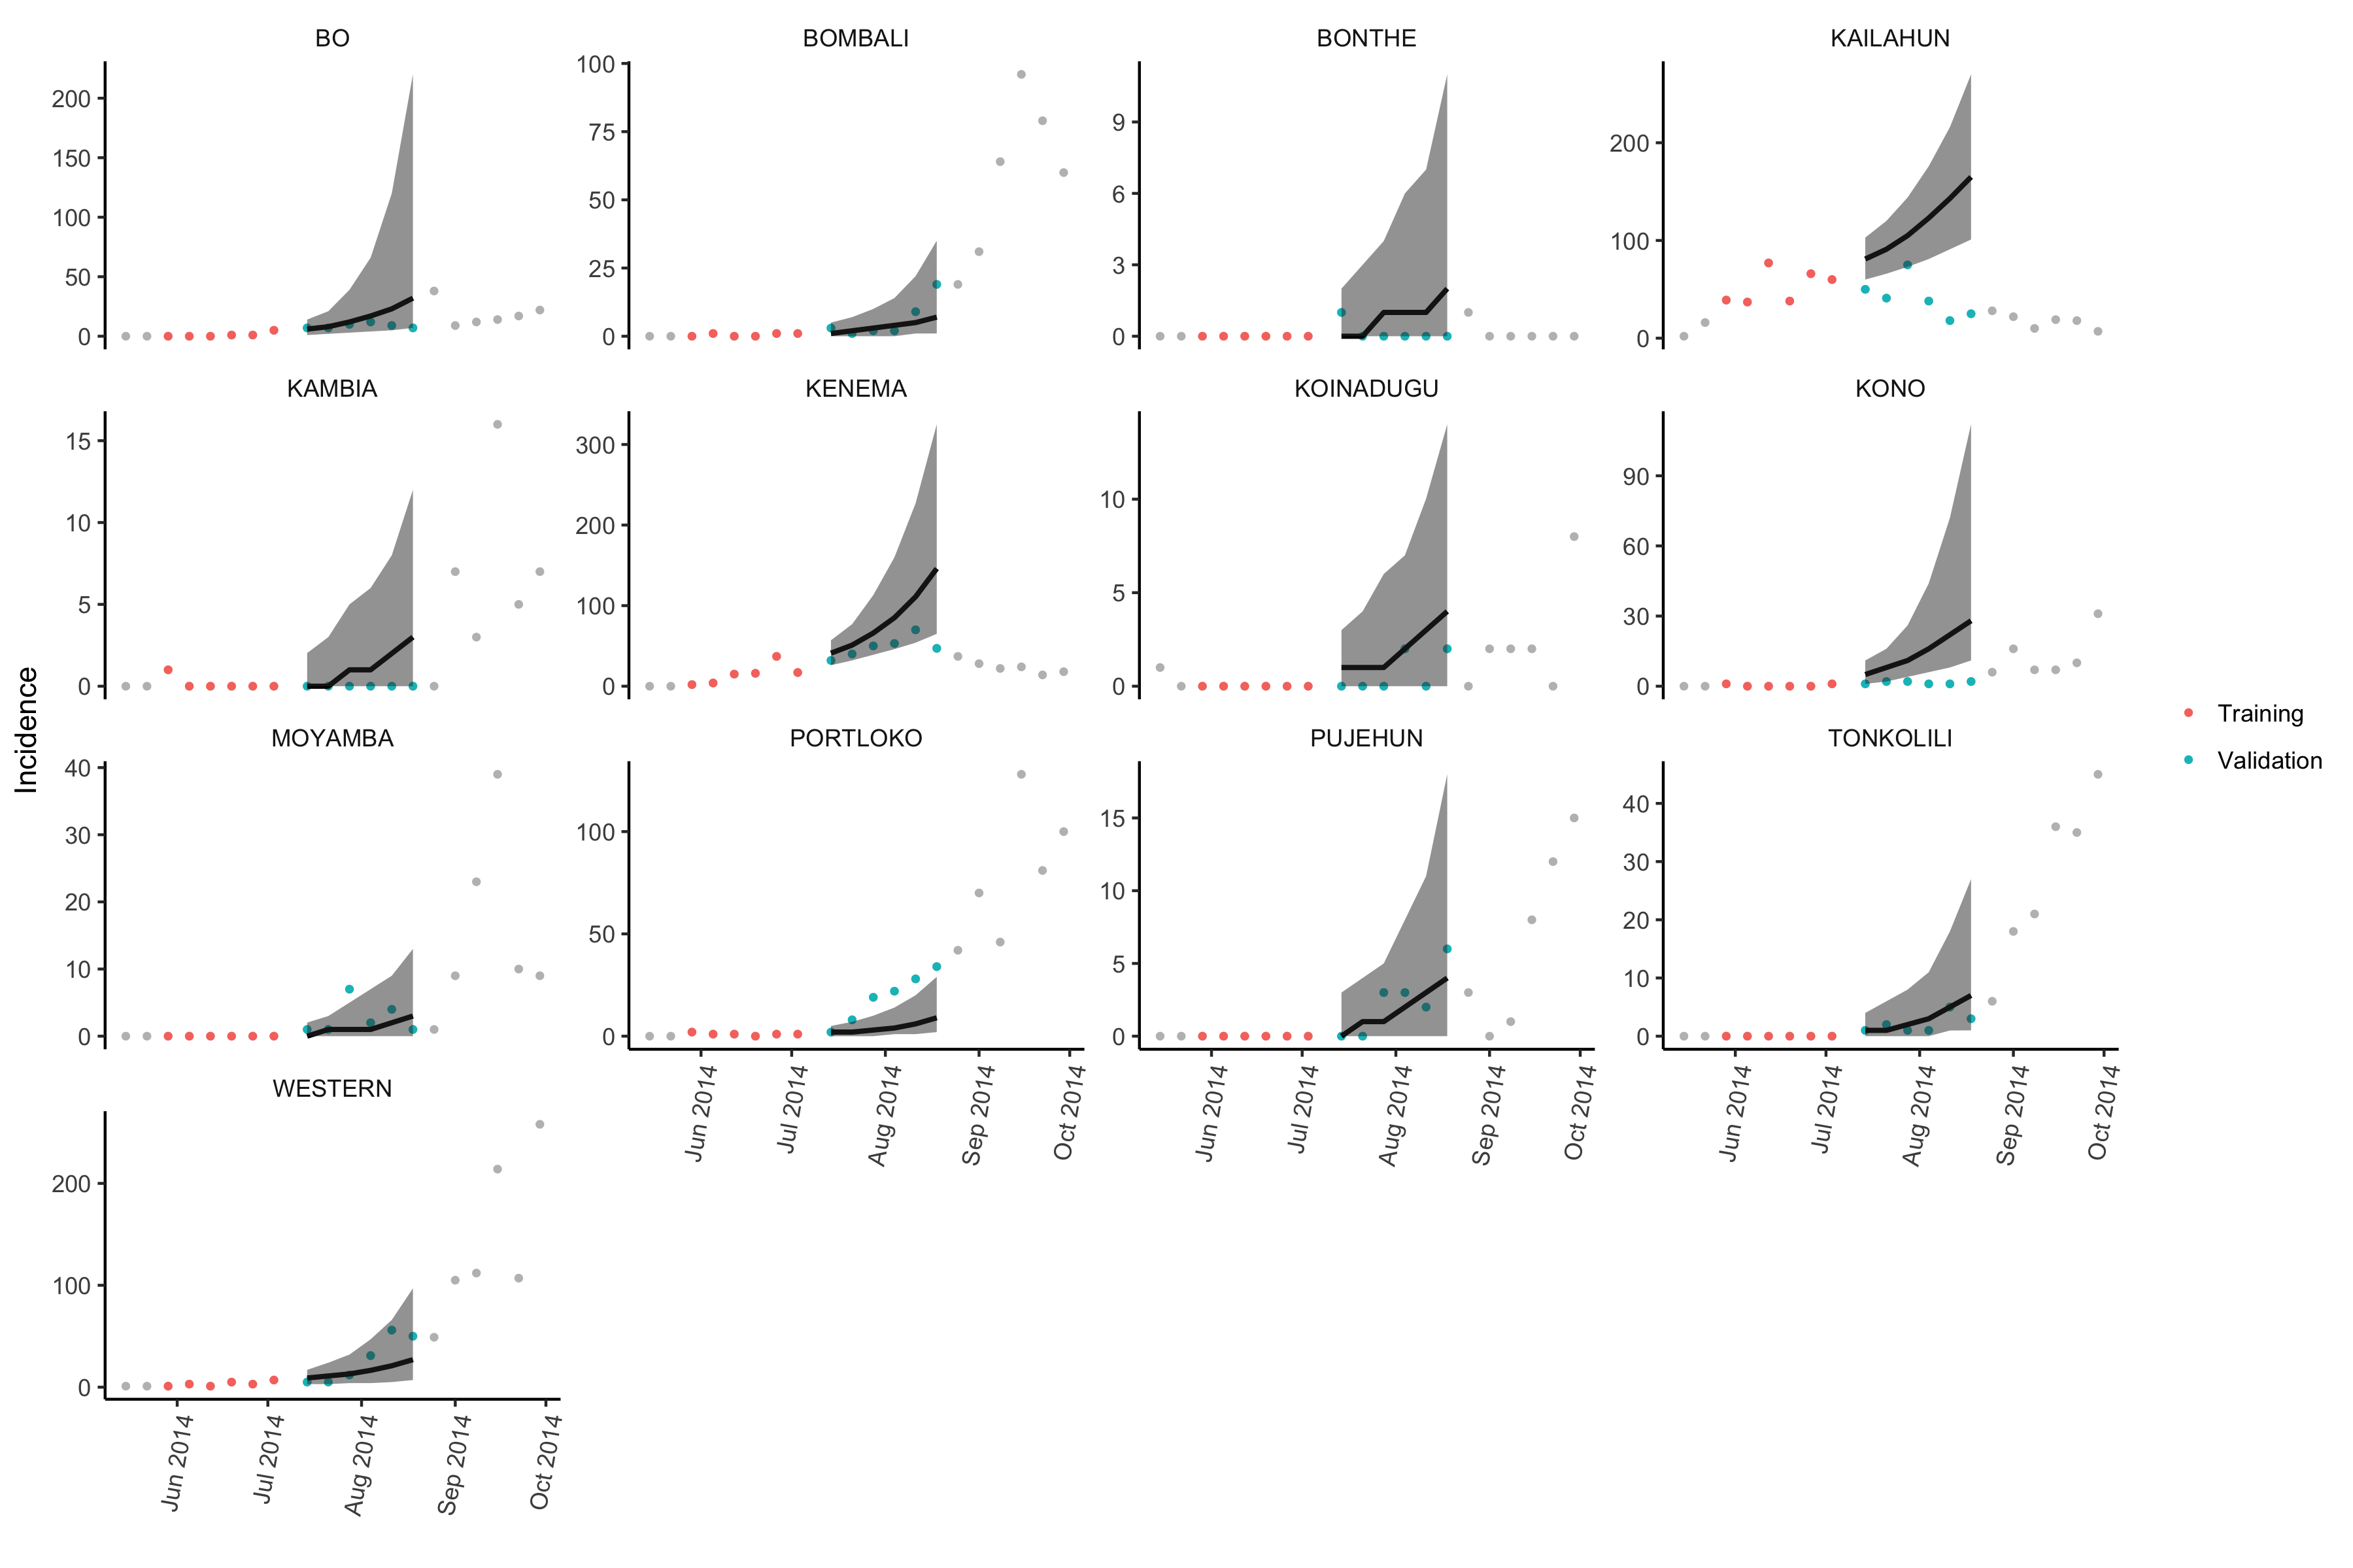 BO
200
150
100
50
0
BOMBALI
100
75
50
25
0
BONTHE
9
6
3
0
KAILAHUN
200
100
0
KAMBIA
15
10
5
0
KENEMA
300
200
100
0
KOINADUGU
10
5
0
KONO
90
60
30
0
Incidence
MOYAMBA
40
30
20
10
0
PORTLOKO
100
50
0
Jun 2014
Jul 2014
Aug 2014
Sep 2014
Oct 2014
PUJEHUN
15
10
5
0
Jun 2014
Jul 2014
Aug 2014
Sep 2014
Oct 2014
TONKOLILI
40
30
20
10
0
Jun 2014
Jul 2014
Aug 2014
Sep 2014
Oct 2014
Training
Validation
WESTERN
200
100
0
Jun 2014
Jul 2014
Aug 2014
Sep 2014
Oct 2014